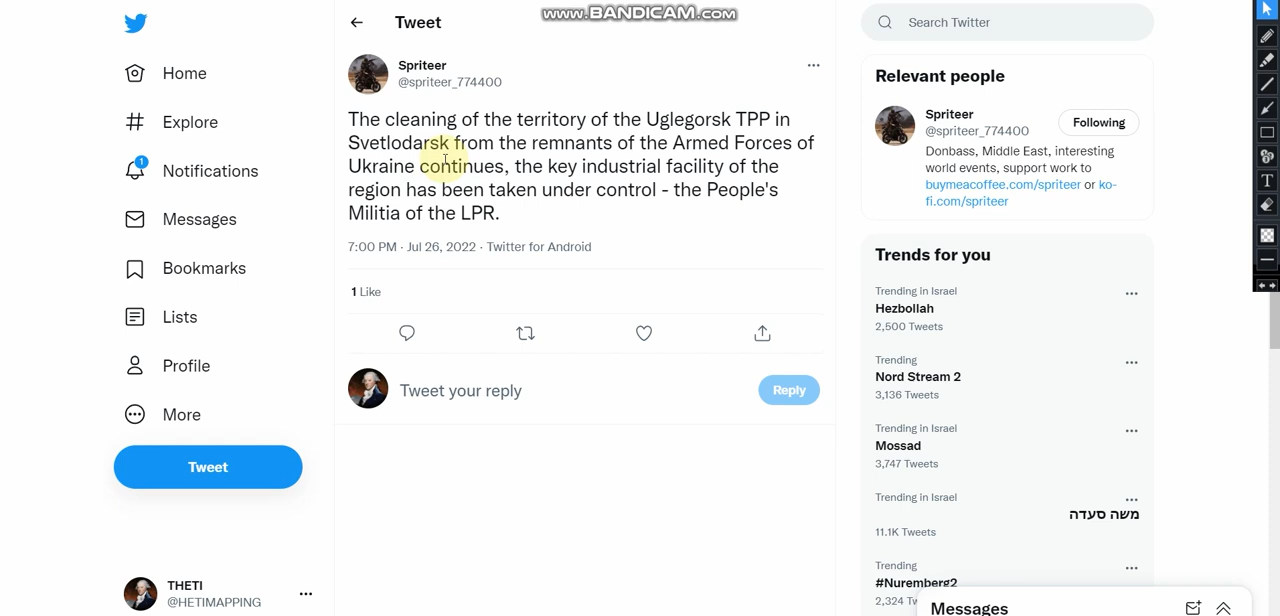 www.BANDICAM.com
Tweet
Search Twitter
Home
Explore
1
Notifications
Messages
Bookmarks
Lists
Profile
More
Tweet
THETI
@HETIMAPPING
Spriteer
@spriteer_774400
The cleaning of the territory of the Uglegorsk TPP in
Svetlodarsk from the remnants of the Armed Forces of
Ukraine continues, the key industrial facility of the
region has been taken under control - the People's
Militia of the LPR.
7:00 PM · Jul 26, 2022 · Twitter for Android
1 Like
Tweet your reply
Reply
Relevant people
Spriteer
@spriteer_774400
Following
Donbass, Middle East, interesting
world events, support work to
buymeacoffee.com/spriteer or ko-
fi.com/spriteer
Trends for you
Trending in Israel
Hezbollah
2,500 Tweets
Trending
Nord Stream 2
3,136 Tweets
Trending in Israel
Mossad
3,747 Tweets
Trending in Israel
משה סעדה
11.1K Tweets
Trending
#Nuremberg2
2,324 Tw
Messages
T